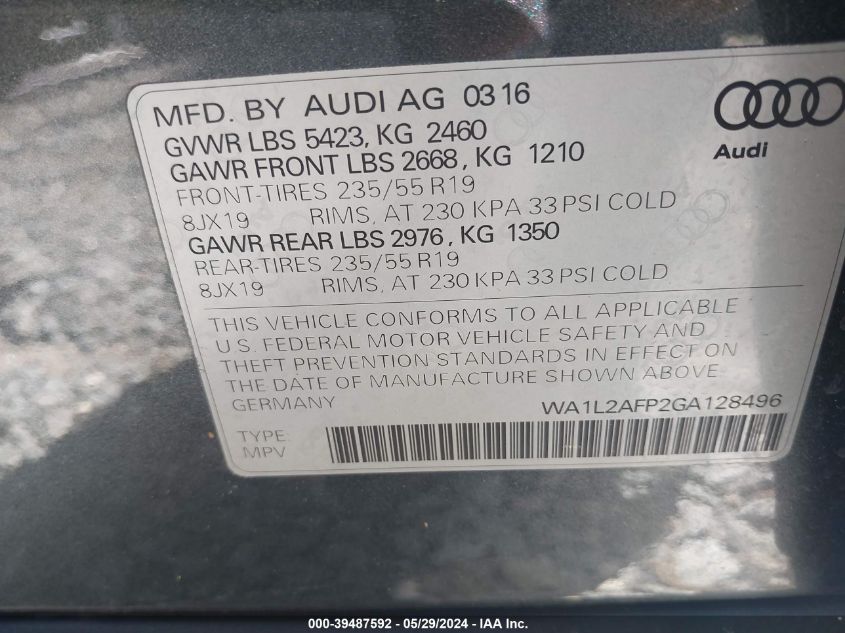 MFD. BY AUDI AG 0316
GVWR LBS 5423, KG 2460
GAWR FRONT LBS 2668, KG 1210
FRONT-TIRES 235/55 R19
8JX19 RIMS, AT 230 KPA 33 PSI COLD
GAWR REAR LBS 2976, KG 1350
REAR-TIRES 235/55 R19
8JX19 RIMS, AT 230 KPA 33 PSI COLD
Audi
THIS VEHICLE CONFORMS TO ALL APPLICABLE
U.S. FEDERAL MOTOR VEHICLE SAFETY AND
THEFT PREVENTION STANDARDS IN EFFECT ON
THE DATE OF MANUFACTURE SHOWN ABOVE.
GERMANY WA1L2AFP2GA128496
TYPE:
MPV
000-39487592 - 05/29/2024 - IAA Inc.